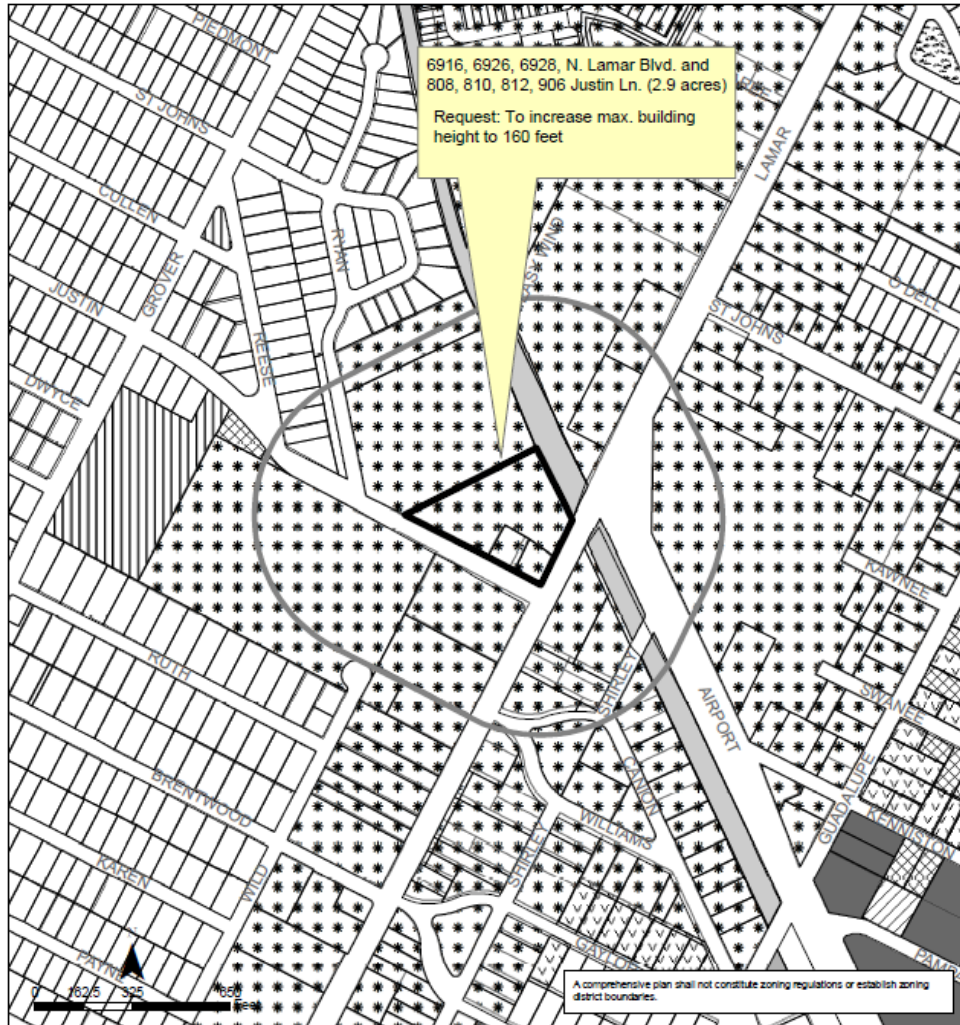 PIEDMONT
ST JOHNS
CULLEN
JUSTIN
DWYCE
GROVER
REESE
RYAN
6916, 6926, 6928, N. Lamar Blvd. and
808, 810, 812, 906 Justin Ln. (2.9 acres)
Request: To increase max. building
height to 160 feet
LAMAR
ST JOHNS
O DELL
KAWNEE
SWANEE
AIRPORT
GUADALUPE
KENNISTON
SHIRLEY
CANION
WILLIAMS
SHIRLEY
RUTH
BRENTWOOD
KAREN
WILD
0 162.5 325 650
A comprehensive plan shall not constitute zoning regulations or establish zoning
district boundaries.